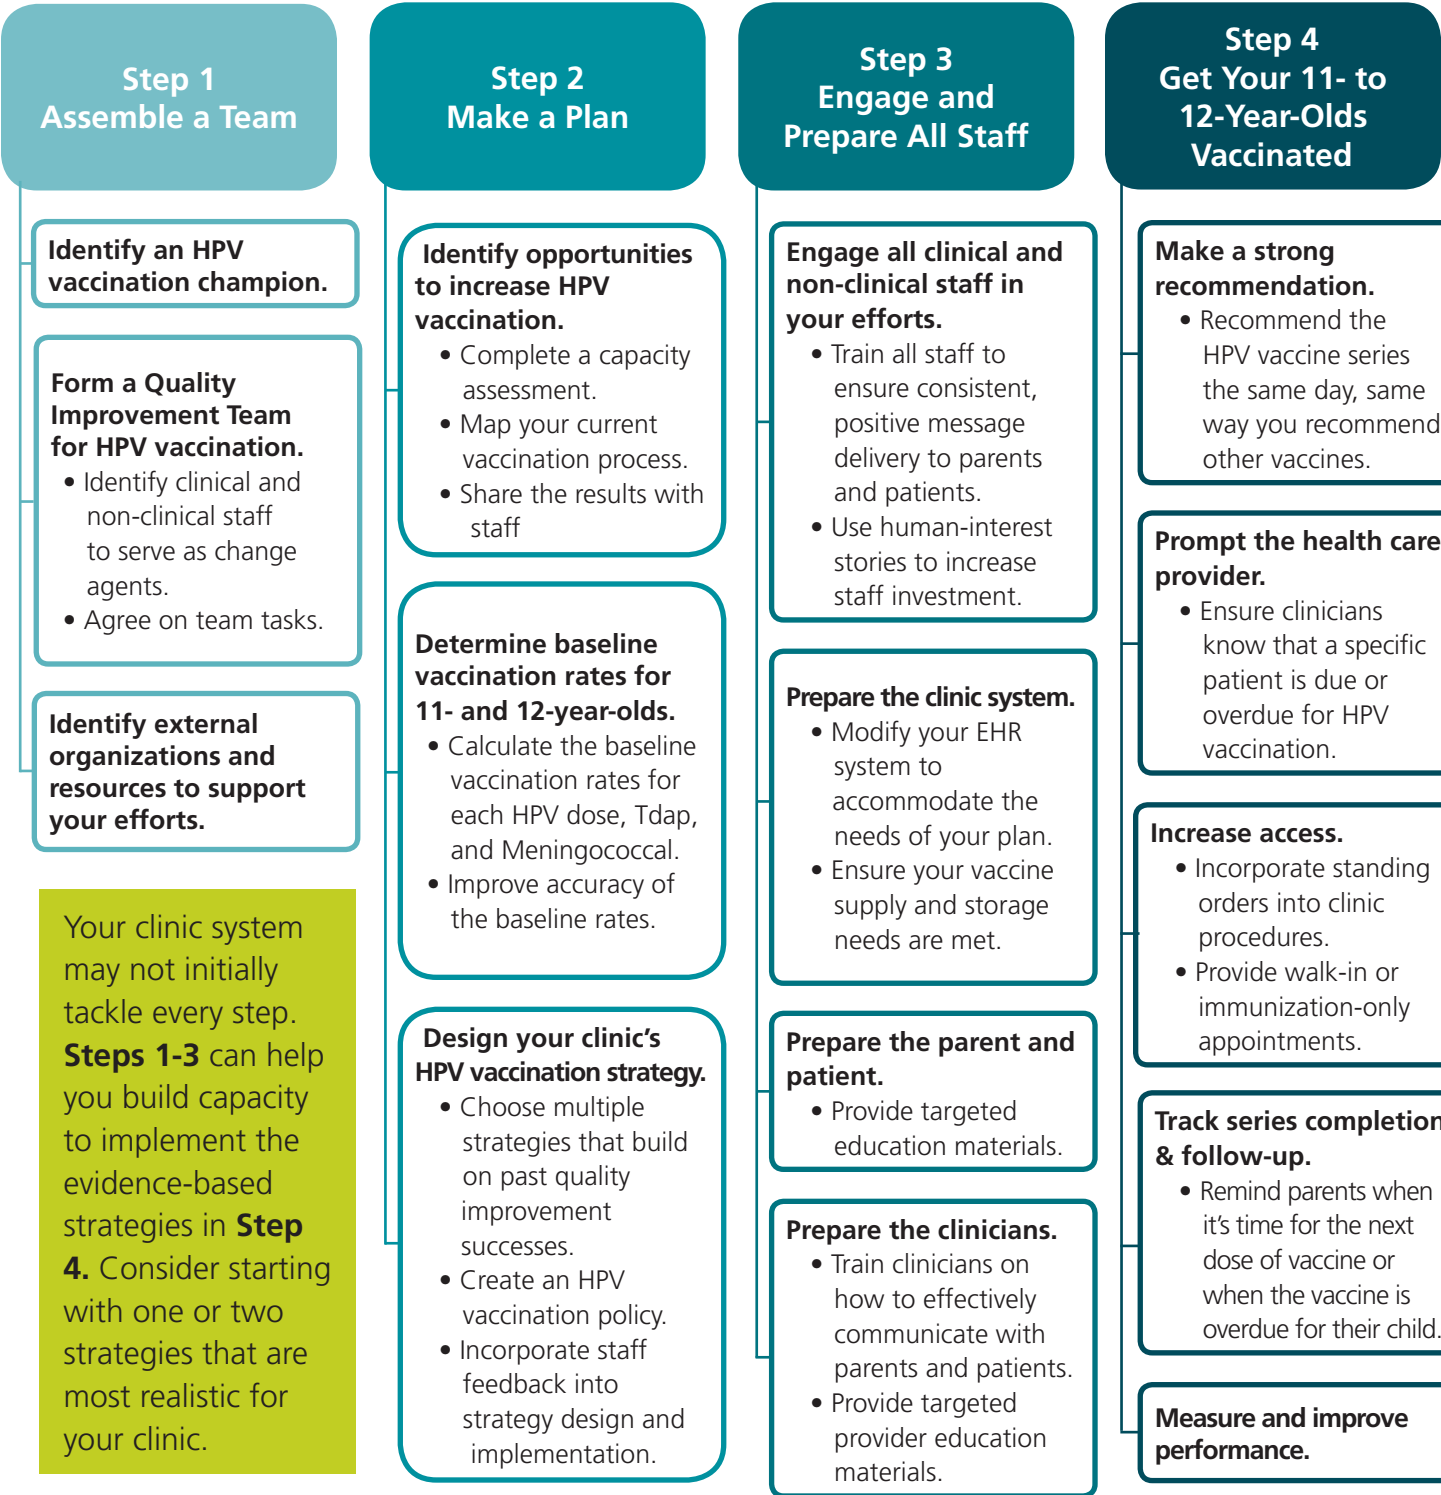 Step 1
Assemble a Team
Identify an HPV
vaccination champion.
Form a Quality
Improvement Team
for HPV vaccination.
• Identify clinical and
non-clinical staff
to serve as change
agents.
• Agree on team tasks.
Identify external
organizations and
resources to support
your efforts.
Your clinic system
may not initially
tackle every step.
Steps 1-3 can help
you build capacity
to implement the
evidence-based
strategies in Step
4. Consider starting
with one or two
strategies that are
most realistic for
your clinic.
Step 2
Make a Plan
Identify opportunities
to increase HPV
vaccination.
• Complete a capacity
assessment.
• Map your current
vaccination process.
• Share the results with
staff
Determine baseline
vaccination rates for
11- and 12-year-olds.
• Calculate the baseline
vaccination rates for
each HPV dose, Tdap,
and Meningococcal.
• Improve accuracy of
the baseline rates.
Design your clinic's
HPV vaccination strategy.
• Choose multiple
strategies that build
on past quality
improvement
successes.
• Create an HPV
vaccination policy.
• Incorporate staff
feedback into
strategy design and
implementation.
Step 3
Engage and
Prepare All Staff
Engage all clinical and
non-clinical staff in
your efforts.
• Train all staff to
ensure consistent,
positive message
delivery to parents
and patients.
• Use human-interest
stories to increase
staff investment.
Prepare the clinic system.
• Modify your EHR
system to
accommodate the
needs of your plan.
• Ensure your vaccine
supply and storage
needs are met.
Prepare the parent and
patient.
• Provide targeted
education materials.
Prepare the clinicians.
• Train clinicians on
how to effectively
communicate with
parents and patients.
• Provide targeted
provider education
materials.
Step 4
Get Your 11- to
12-Year-Olds
Vaccinated
Make a strong
recommendation.
• Recommend the
HPV vaccine series
the same day, same
way you recommend
other vaccines.
Prompt the health care
provider.
• Ensure clinicians
know that a specific
patient is due or
overdue for HPV
vaccination.
Increase access.
• Incorporate standing
orders into clinic
procedures.
• Provide walk-in or
immunization-only
appointments.
Track series completion
& follow-up.
• Remind parents when
it's time for the next
dose of vaccine or
when the vaccine is
overdue for their child.
Measure and improve
performance.